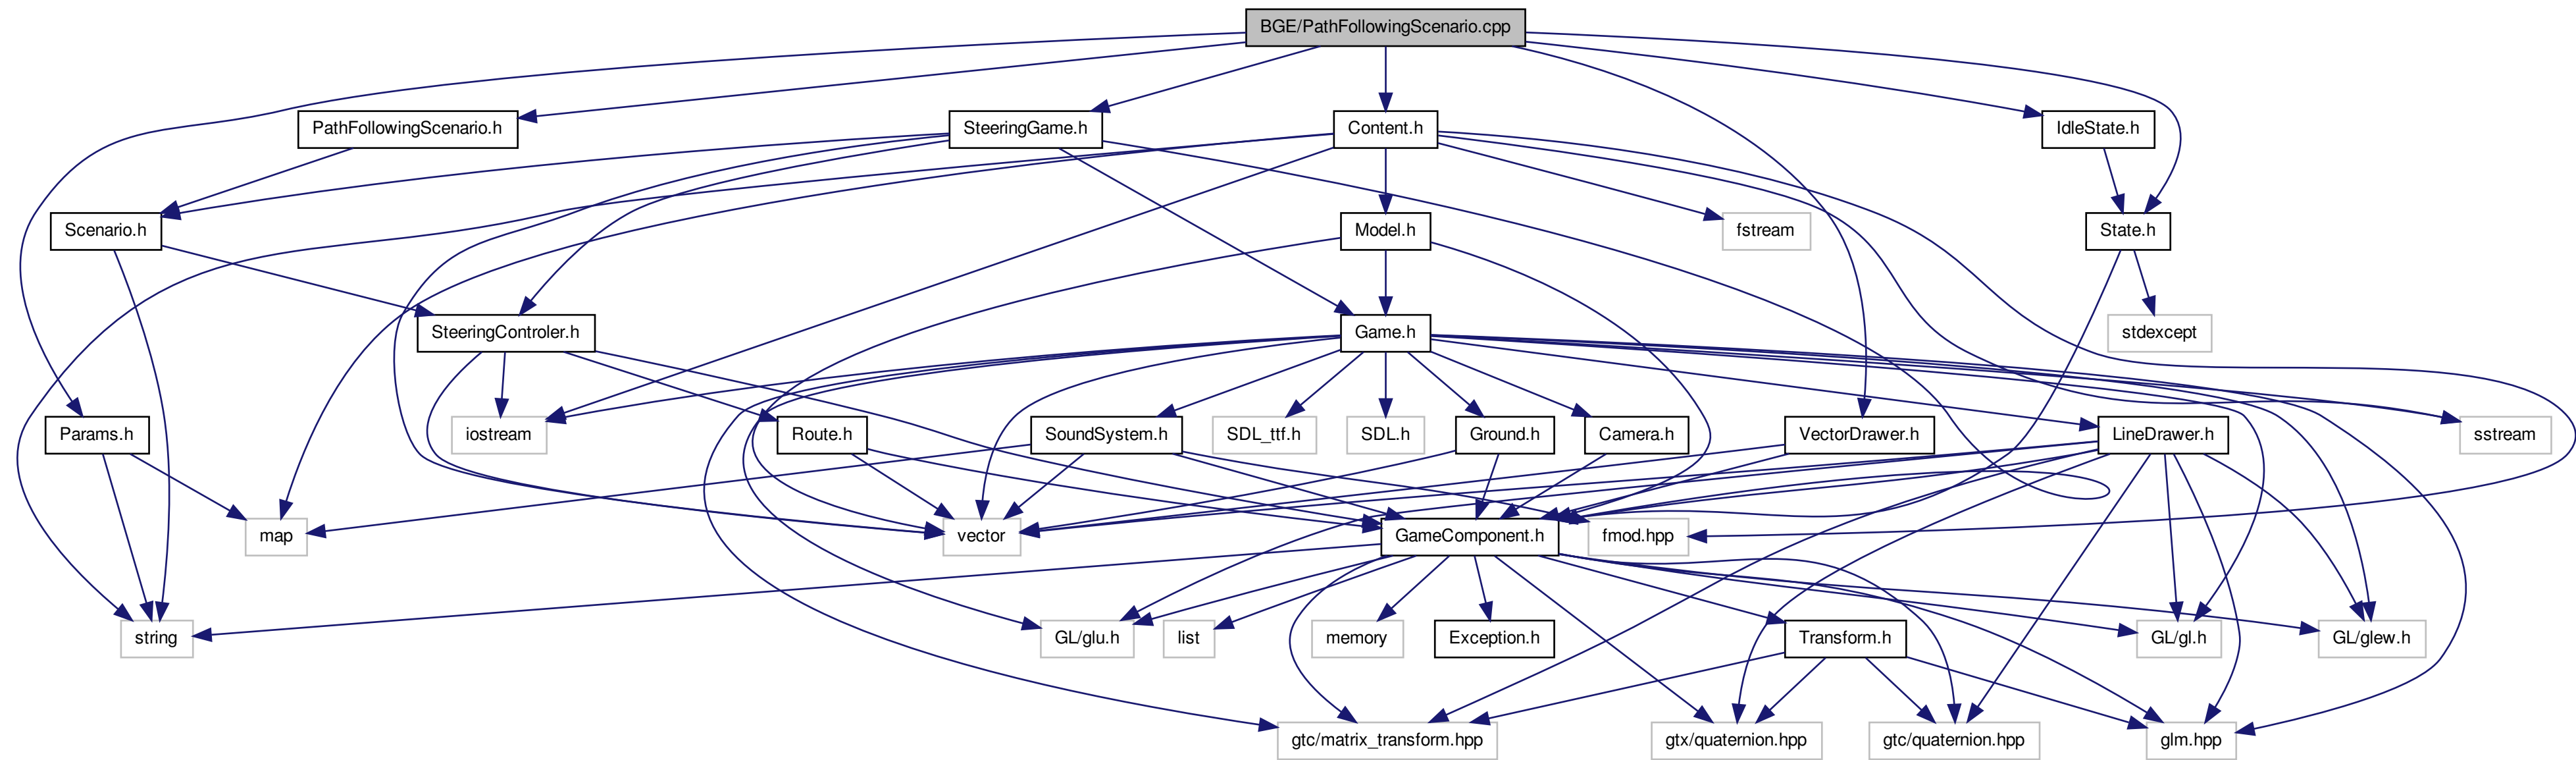 BGE/PathFollowingScenario.cpp
PathFollowingScenario.h
SteeringGame.h
Content.h
IdleState.h
Scenario.h
Model.h
fstream
State.h
SteeringControler.h
Game.h
stdexcept
Params.h
iostream
Route.h
SoundSystem.h
SDL_ttf.h
SDL.h
Ground.h
Camera.h
VectorDrawer.h
LineDrawer.h
sstream
map
vector
GameComponent.h
fmod.hpp
string
GL/glu.h
list
memory
Exception.h
Transform.h
GL/gl.h
GL/glew.h
gtc/matrix_transform.hpp
gtx/quaternion.hpp
gtc/quaternion.hpp
glm.hpp